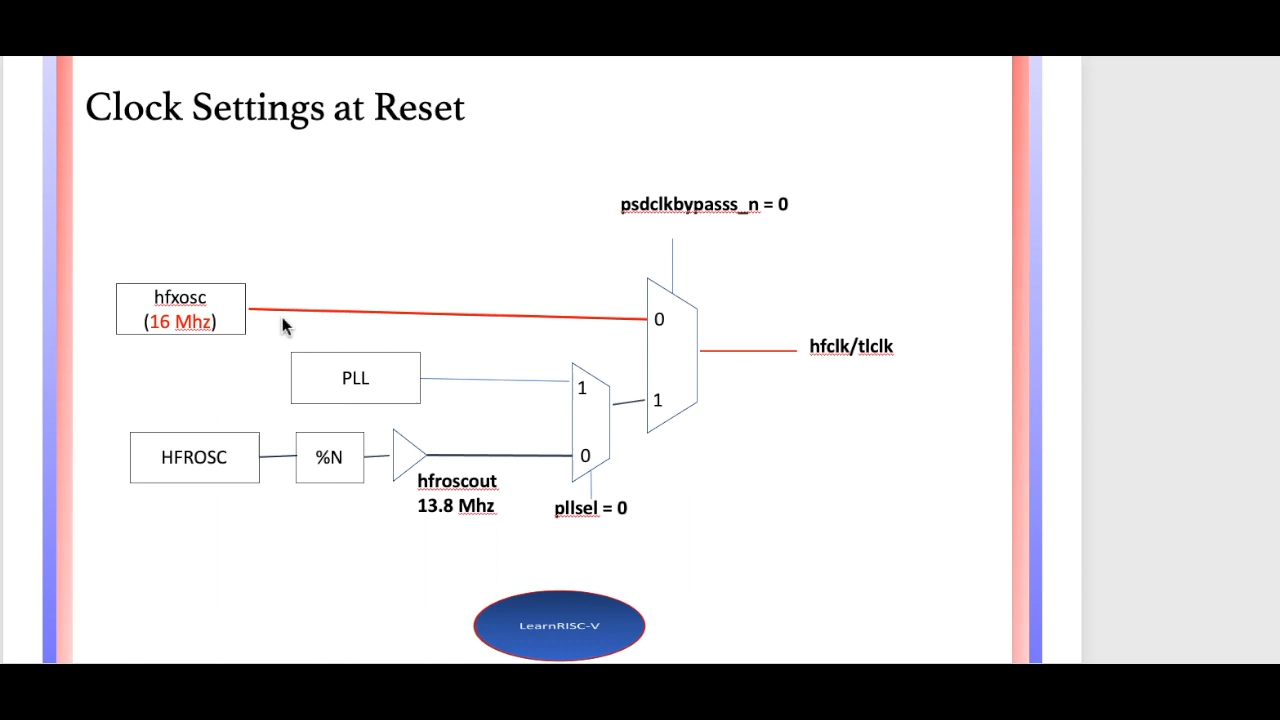 Clock Settings at Reset
psdclkbypasss_n = 0
hfxosc
(16 Mhz)
0
hfclk/tlclk
PLL
1
1
HFROSC
%N
0
hfroscout
13.8 Mhz
pllsel = 0
LearnRISC-V